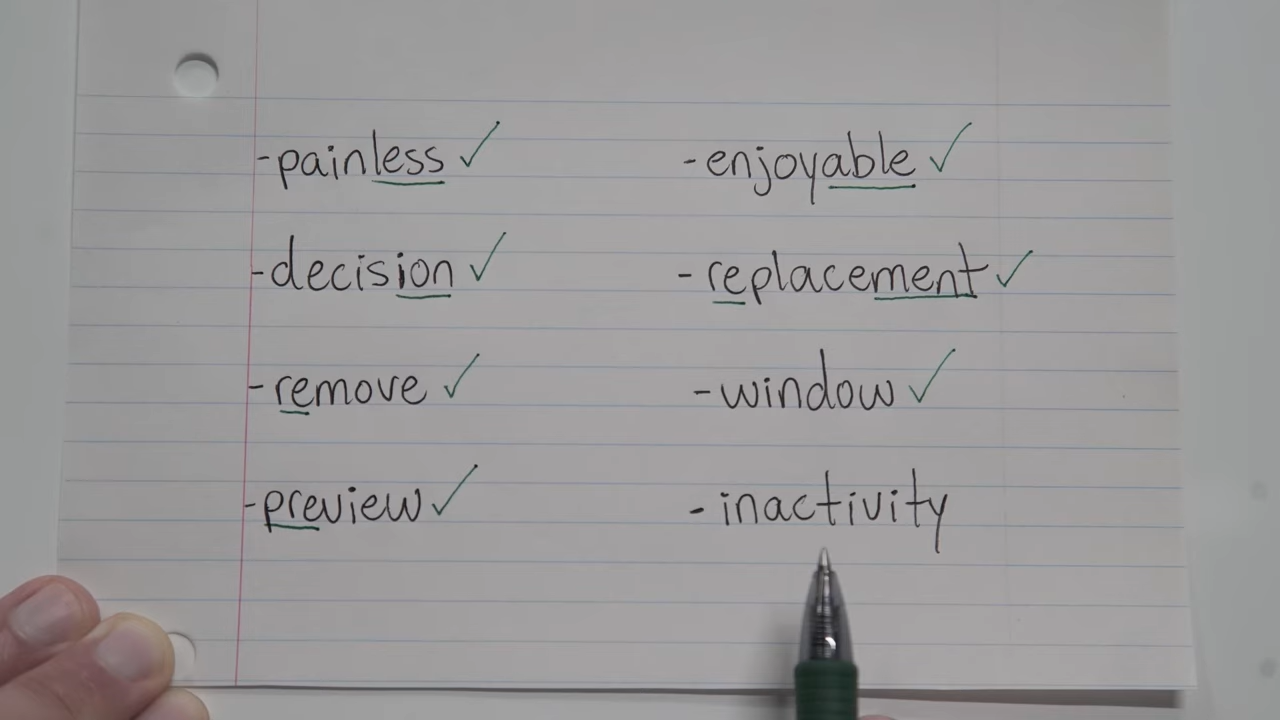 -painless ✓
-decision ✓
-remove ✓
-preview ✓
-enjoyable ✓
-replacement ✓
-window ✓
-inactivity